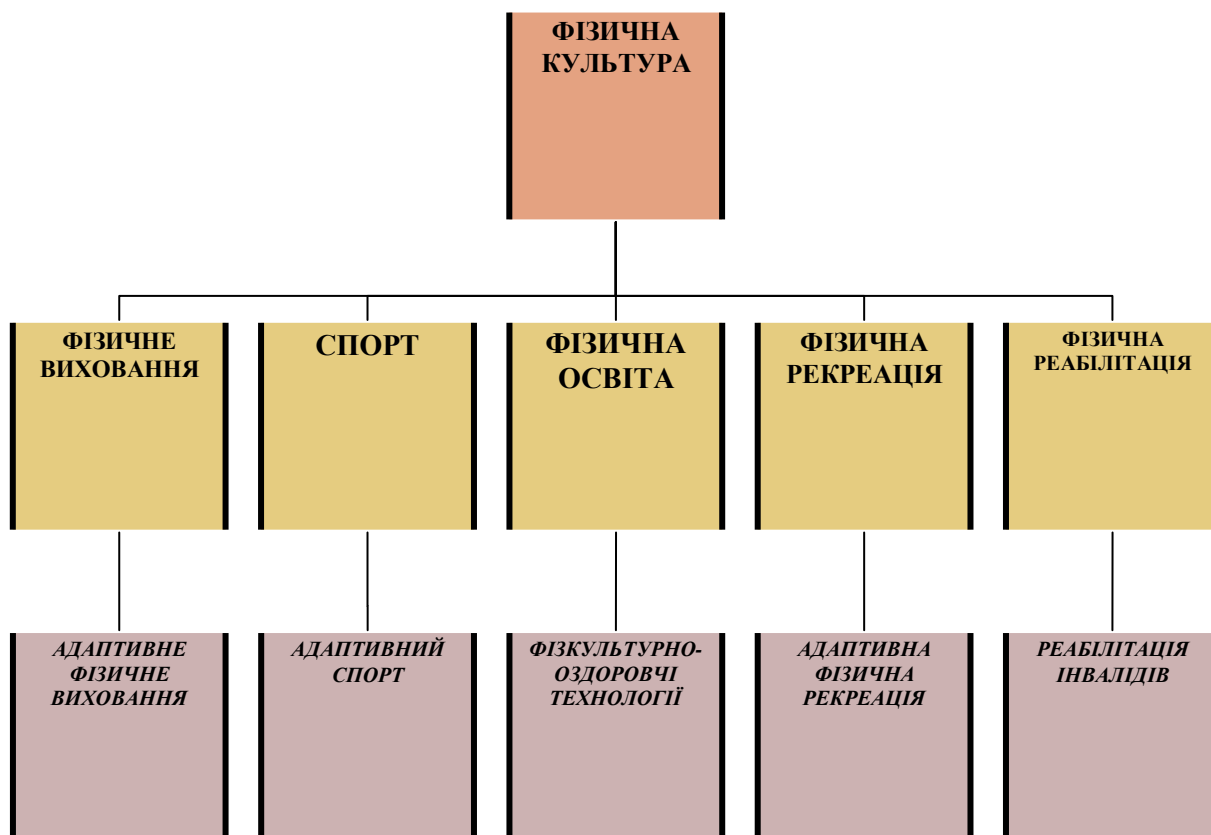 ФІЗИЧНА
КУЛЬТУРА
ФІЗИЧНЕ
ВИХОВАННЯ
СПОРТ
ФІЗИЧНА
ОСВІТА
ФІЗИЧНА
РЕКРЕАЦІЯ
ФІЗИЧНА
РЕАБІЛІТАЦІЯ
АДАПТИВНЕ
ФІЗИЧНЕ
ВИХОВАННЯ
АДАПТИВНИЙ
СПОРТ
ФІЗКУЛЬТУРНО-
ОЗДОРОВЧІ
ТЕХНОЛОГІЇ
АДАПТИВНА
ФІЗИЧНА
РЕКРЕАЦІЯ
РЕАБІЛІТАЦІЯ
ІНВАЛІДІВ